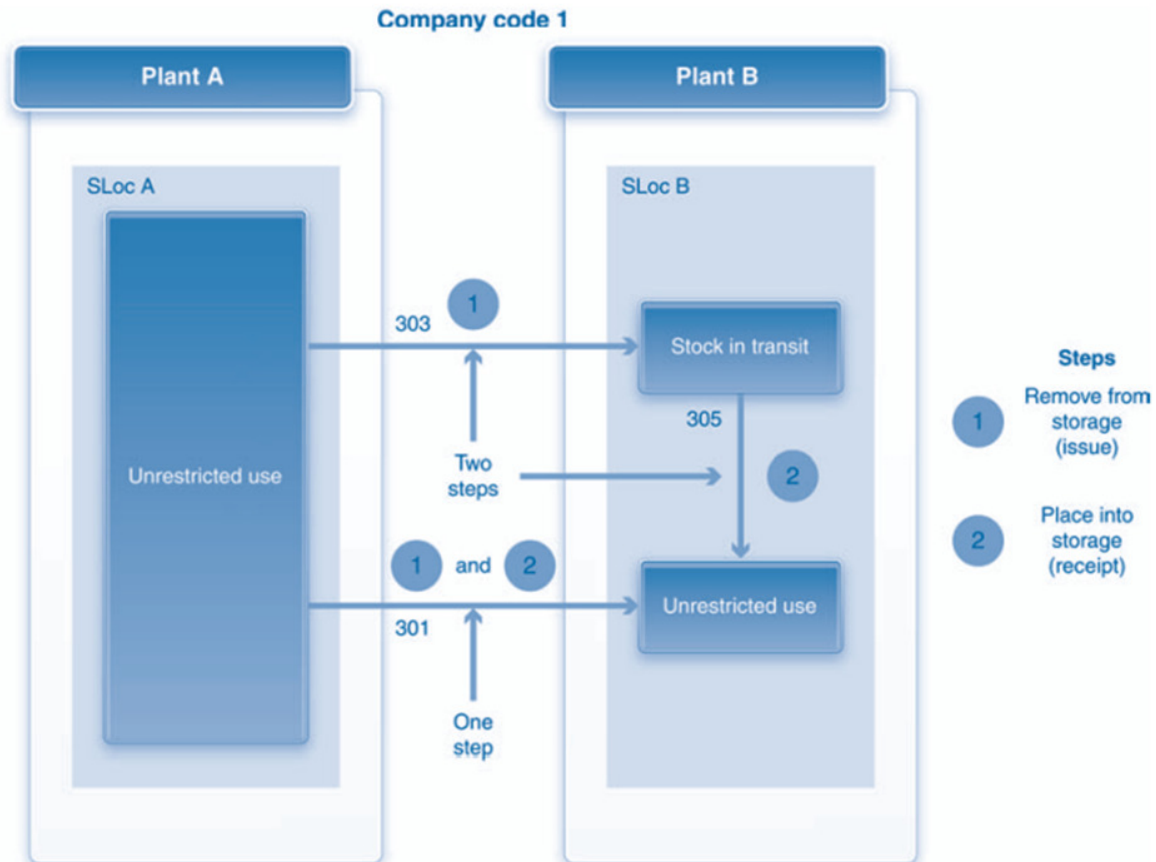 Company code 1
Plant A
Plant B
SLoc A
SLoc B
1
303
Stock in transit
Steps
1
Remove from
storage
(issue)
305
Unrestricted use
Two
steps
2
2
Place into
storage
(receipt)
1 and 2
Unrestricted use
301
One
step